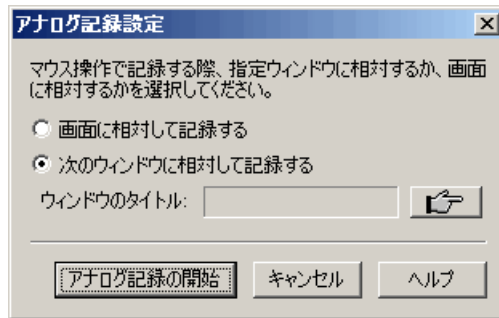 アナログ記録設定
マウス操作で記録する際、指定ウィンドウに相対するか、画面
に相対するかを選択してください。
画面に相対して記録する
次のウィンドウに相対して記録する
ウィンドウのタイトル:
アナログ記録の開始 キャンセル ヘルプ